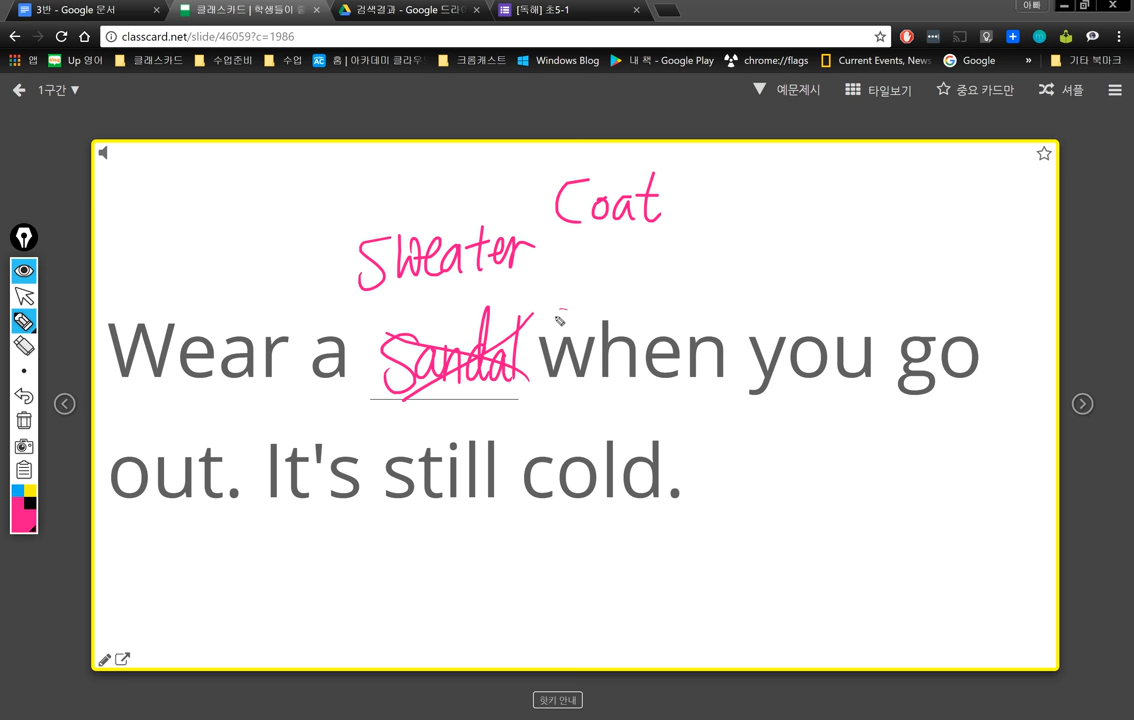 3반 - Google 문서
클래스카드 | 학생들이 좋
검색결과 - Google 드라
[독해] 초5-1
아빠
classcard.net/slide/46059?c=1986
앱 Up 영어 클래스카드 수업준비 수업 홈 | 아카데미 클라우 크롬캐스트 Windows Blog 내 책 - Google Play chrome://flags Current Events, News Google » 기타 북마크
1구간 ▼ ▼ 예문제시 타일보기 중요 카드만 셔플
Coat
sweater
Wear a sandal when you go
out. It's still cold.
핫키 안내